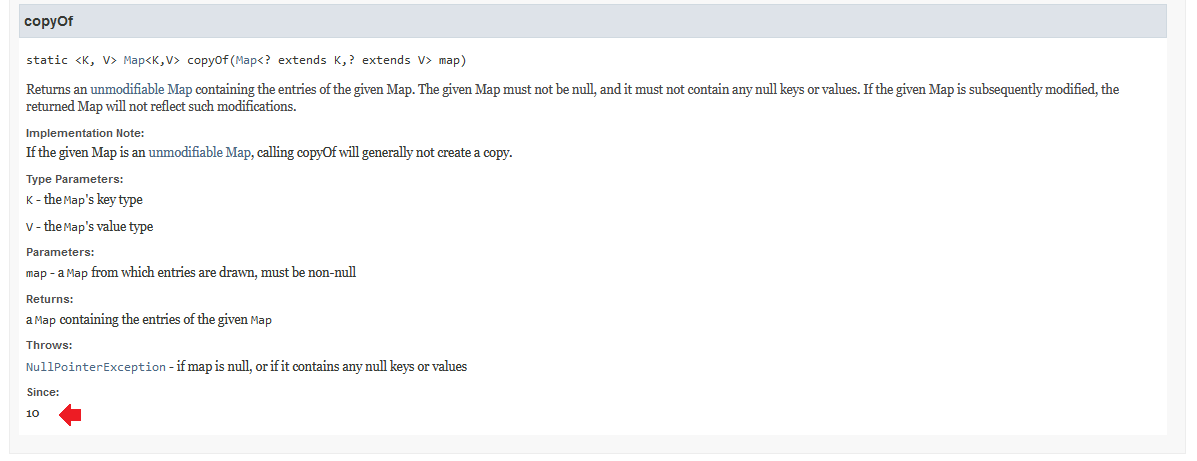 copyOf
static <K, V> Map<K,V> copyOf(Map<? extends K,? extends V> map)
Returns an unmodifiable Map containing the entries of the given Map. The given Map must not be null, and it must not contain any null keys or values. If the given Map is subsequently modified, the
returned Map will not reflect such modifications.
Implementation Note:
If the given Map is an unmodifiable Map, calling copyOf will generally not create a copy.
Type Parameters:
K - the Map's key type
V - the Map's value type
Parameters:
map - a Map from which entries are drawn, must be non-null
Returns:
a Map containing the entries of the given Map
Throws:
NullPointerException - if map is null, or if it contains any null keys or values
Since:
10